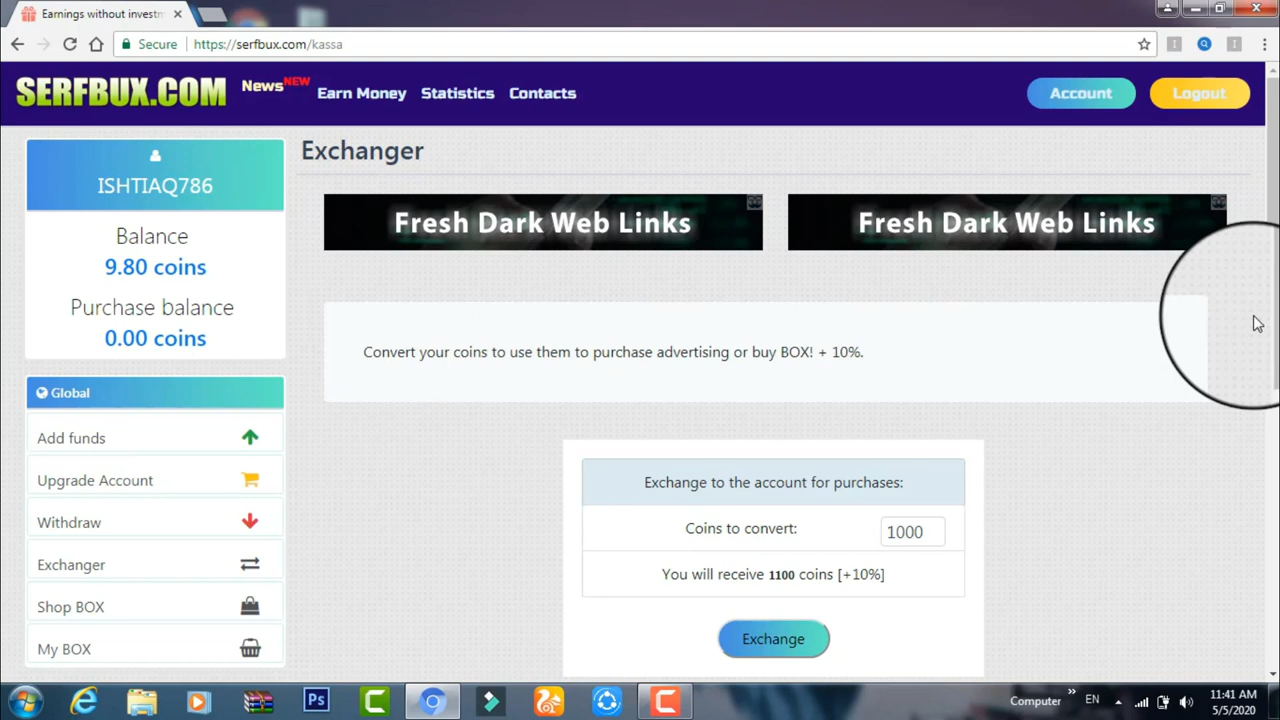 Earnings without investm
Secure
https://serfbux.com/kassa
SERFBUX.COM
News NEW
Earn Money
Statistics
Contacts
Account
Logout
ISHTIAQ786
Balance
9.80 coins
Purchase balance
0.00 coins
Global
Add funds
Upgrade Account
Withdraw
Exchanger
Shop BOX
My BOX
Exchanger
Fresh Dark Web Links
Fresh Dark Web Links
Convert your coins to use them to purchase advertising or buy BOX! + 10%.
Exchange to the account for purchases:
Coins to convert: 1000
You will receive 1100 coins [+10%]
Exchange
Ps
Computer
EN
11:41 AM
5/5/2020